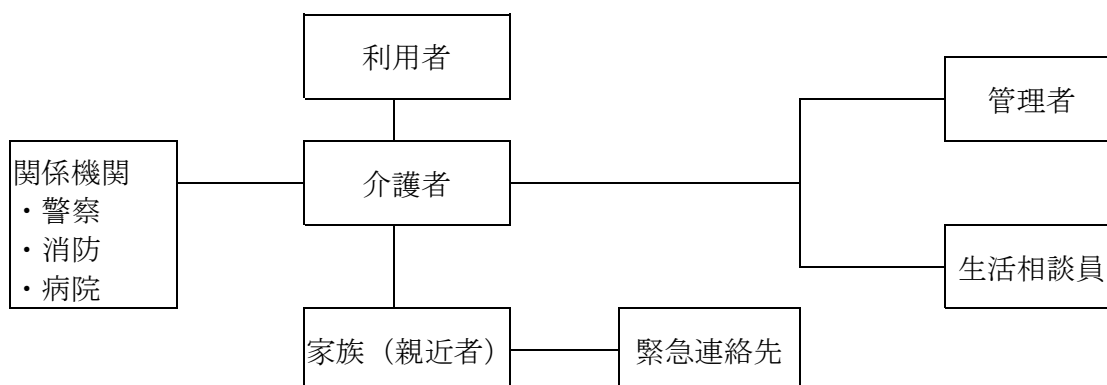 利用者
管理者
関係機関
・警察
・消防
・病院
介護者
生活相談員
家族（親近者）
緊急連絡先